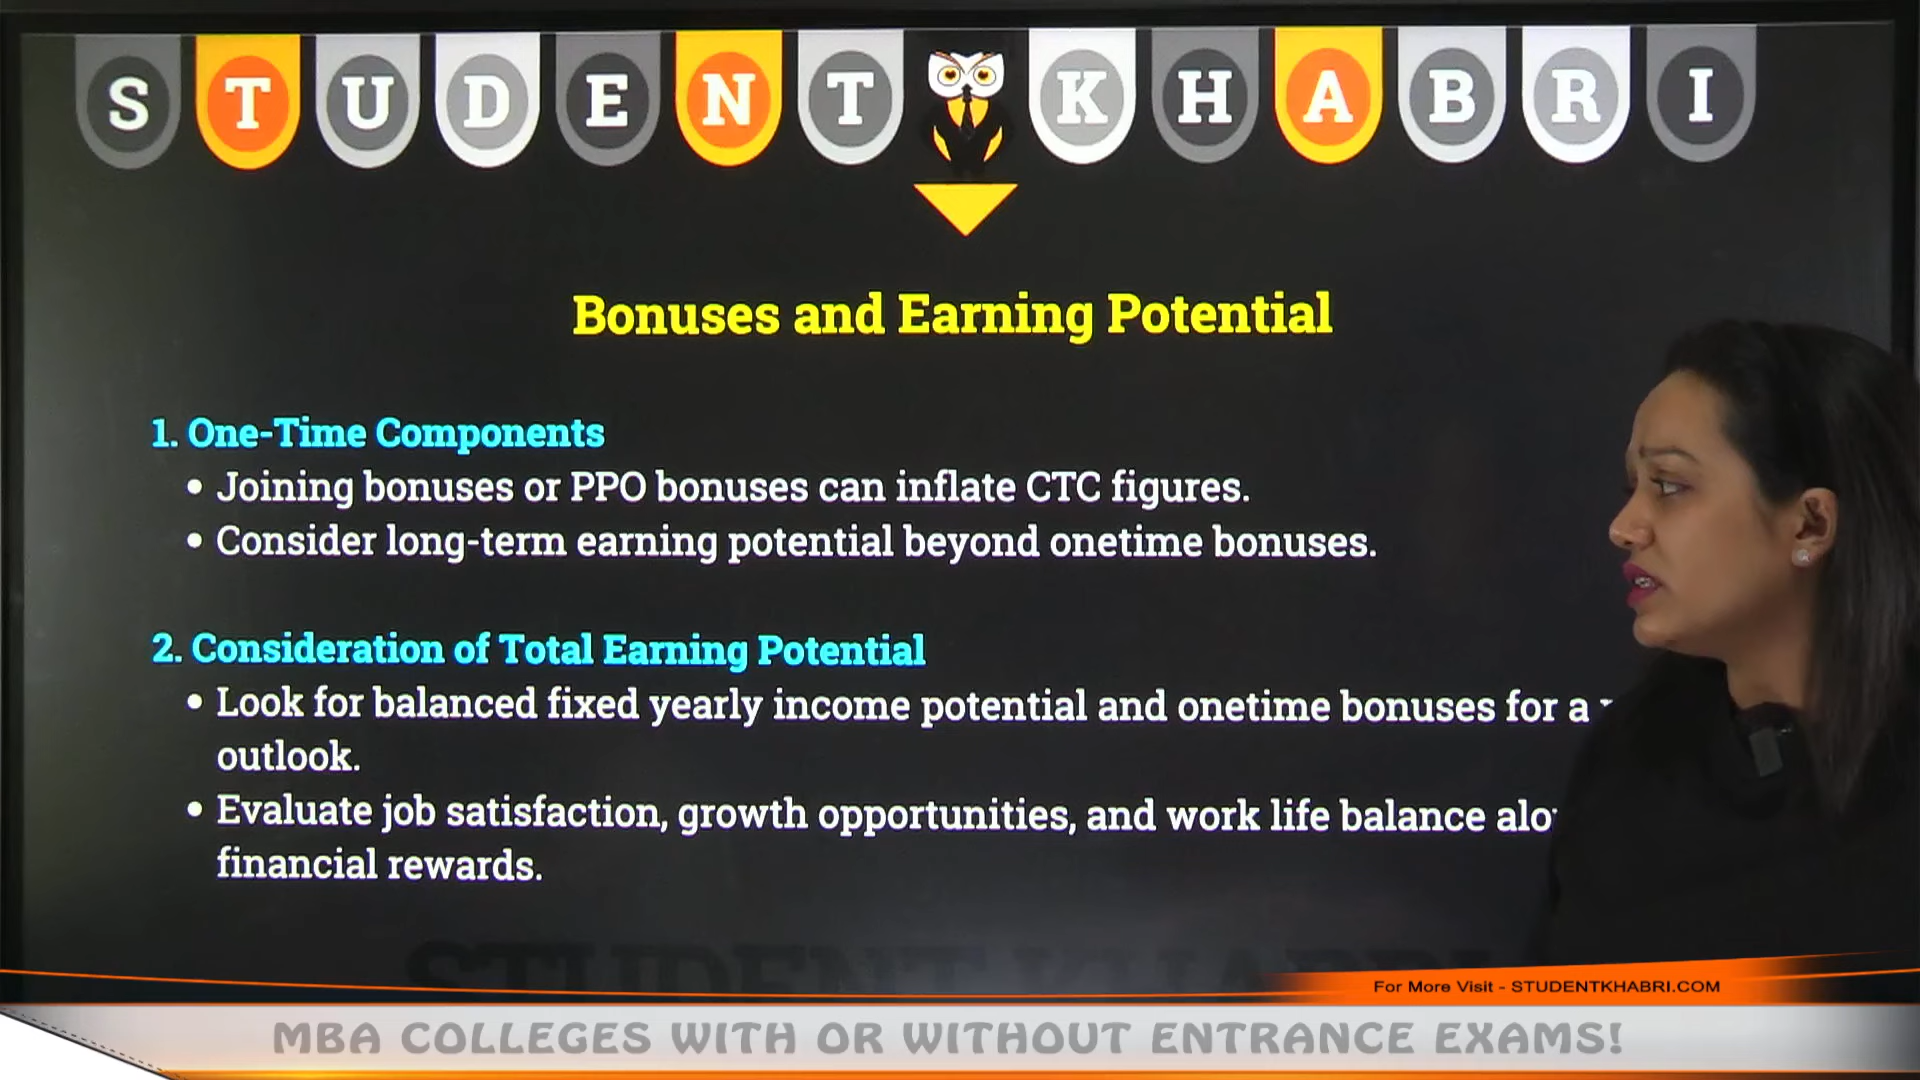 STUDENT KHABRI
Bonuses and Earning Potential
1. One-Time Components
• Joining bonuses or PPO bonuses can inflate CTC figures.
• Consider long-term earning potential beyond onetime bonuses.
2. Consideration of Total Earning Potential
• Look for balanced fixed yearly income potential and onetime bonuses for a
outlook.
• Evaluate job satisfaction, growth opportunities, and work life balance
financial rewards.
STUDENT KHABRI
For More Visit - STUDENTKHABRI.COM
MBA COLLEGES WITH OR WITHOUT ENTRANCE EXAMS!